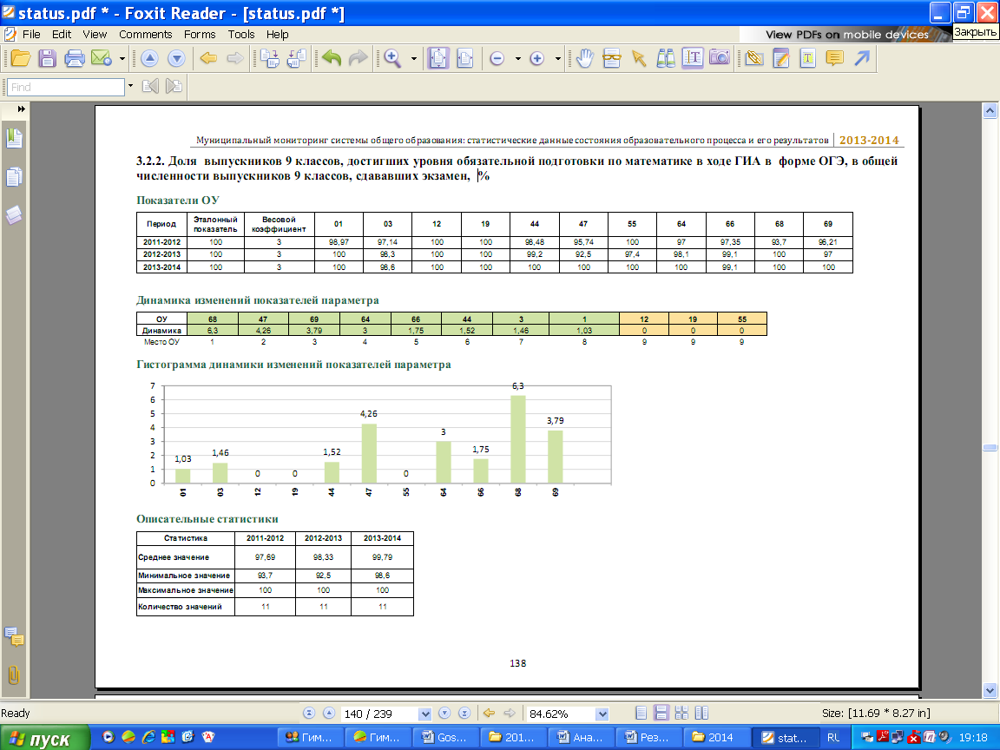 status.pdf * - Foxit Reader - [status.pdf *]
File Edit View Comments Forms Tools Help
View PDFs on mobile devices
Закрыть
Find
Муниципальный мониторинг системы общего образования: статистические данные состояния образовательного процесса и его результатов 2013-2014
3.2.2. Доля выпускников 9 классов, достигших уровня обязательной подготовки по математике в ходе ГИА в форме ОГЭ, в общей
численности выпускников 9 классов, сдававших экзамен, %
Показатели ОУ
Период Эталонный показатель Весовой коэффициент 01 03 12 19 44 47 55 64 66 68 69
2011-2012 100 3 98,97 97,14 100 100 98,48 95,74 100 97 97,35 93,7 96,21
2012-2013 100 3 100 98,3 100 100 99,2 92,5 97,4 98,1 99,1 100 97
2013-2014 100 3 100 98,6 100 100 100 100 100 100 99,1 100 100
Динамика изменений показателей параметра
ОУ 68 47 69 64 66 44 3 1 12 19 55
Динамика 6,3 4,26 3,79 3 1,75 1,52 1,46 1,03 0 0 0
Место ОУ 1 2 3 4 5 6 7 8 9 9 9
Гистограмма динамики изменений показателей параметра
7
6
5
4
3
2
1
0
1,03 1,46 0 0 1,52 4,26 0 3 1,75 6,3 3,79
01 03 12 19 44 47 55 64 66 68 69
Описательные статистики
Статистика 2011-2012 2012-2013 2013-2014
Среднее значение 97,69 98,33 99,79
Минимальное значение 93,7 92,5 98,6
Максимальное значение 100 100 100
Количество значений 11 11 11
138
Ready 140 / 239 84.62% Size: [11.69 * 8.27 in]
пуск Гим... Гим... Gos... 201... Ана... Рез... 2014 stat... RL 19:18